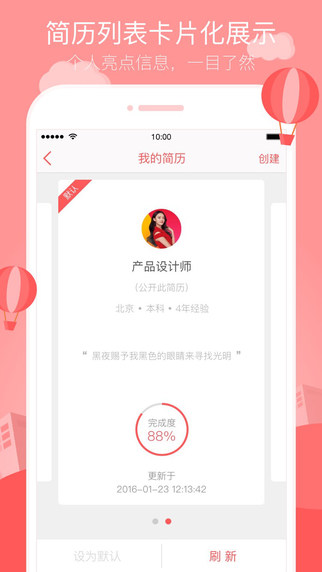 简历列表卡片化展示
个人亮点信息，一目了然
10:00
我的简历
创建
默认
产品设计师
(公开此简历)
北京 • 本科 • 4年经验
“ 黑夜赐予我黑色的眼睛来寻找光明 ”
完成度
88%
更新于
2016-01-23 12:13:42
设为默认
刷 新